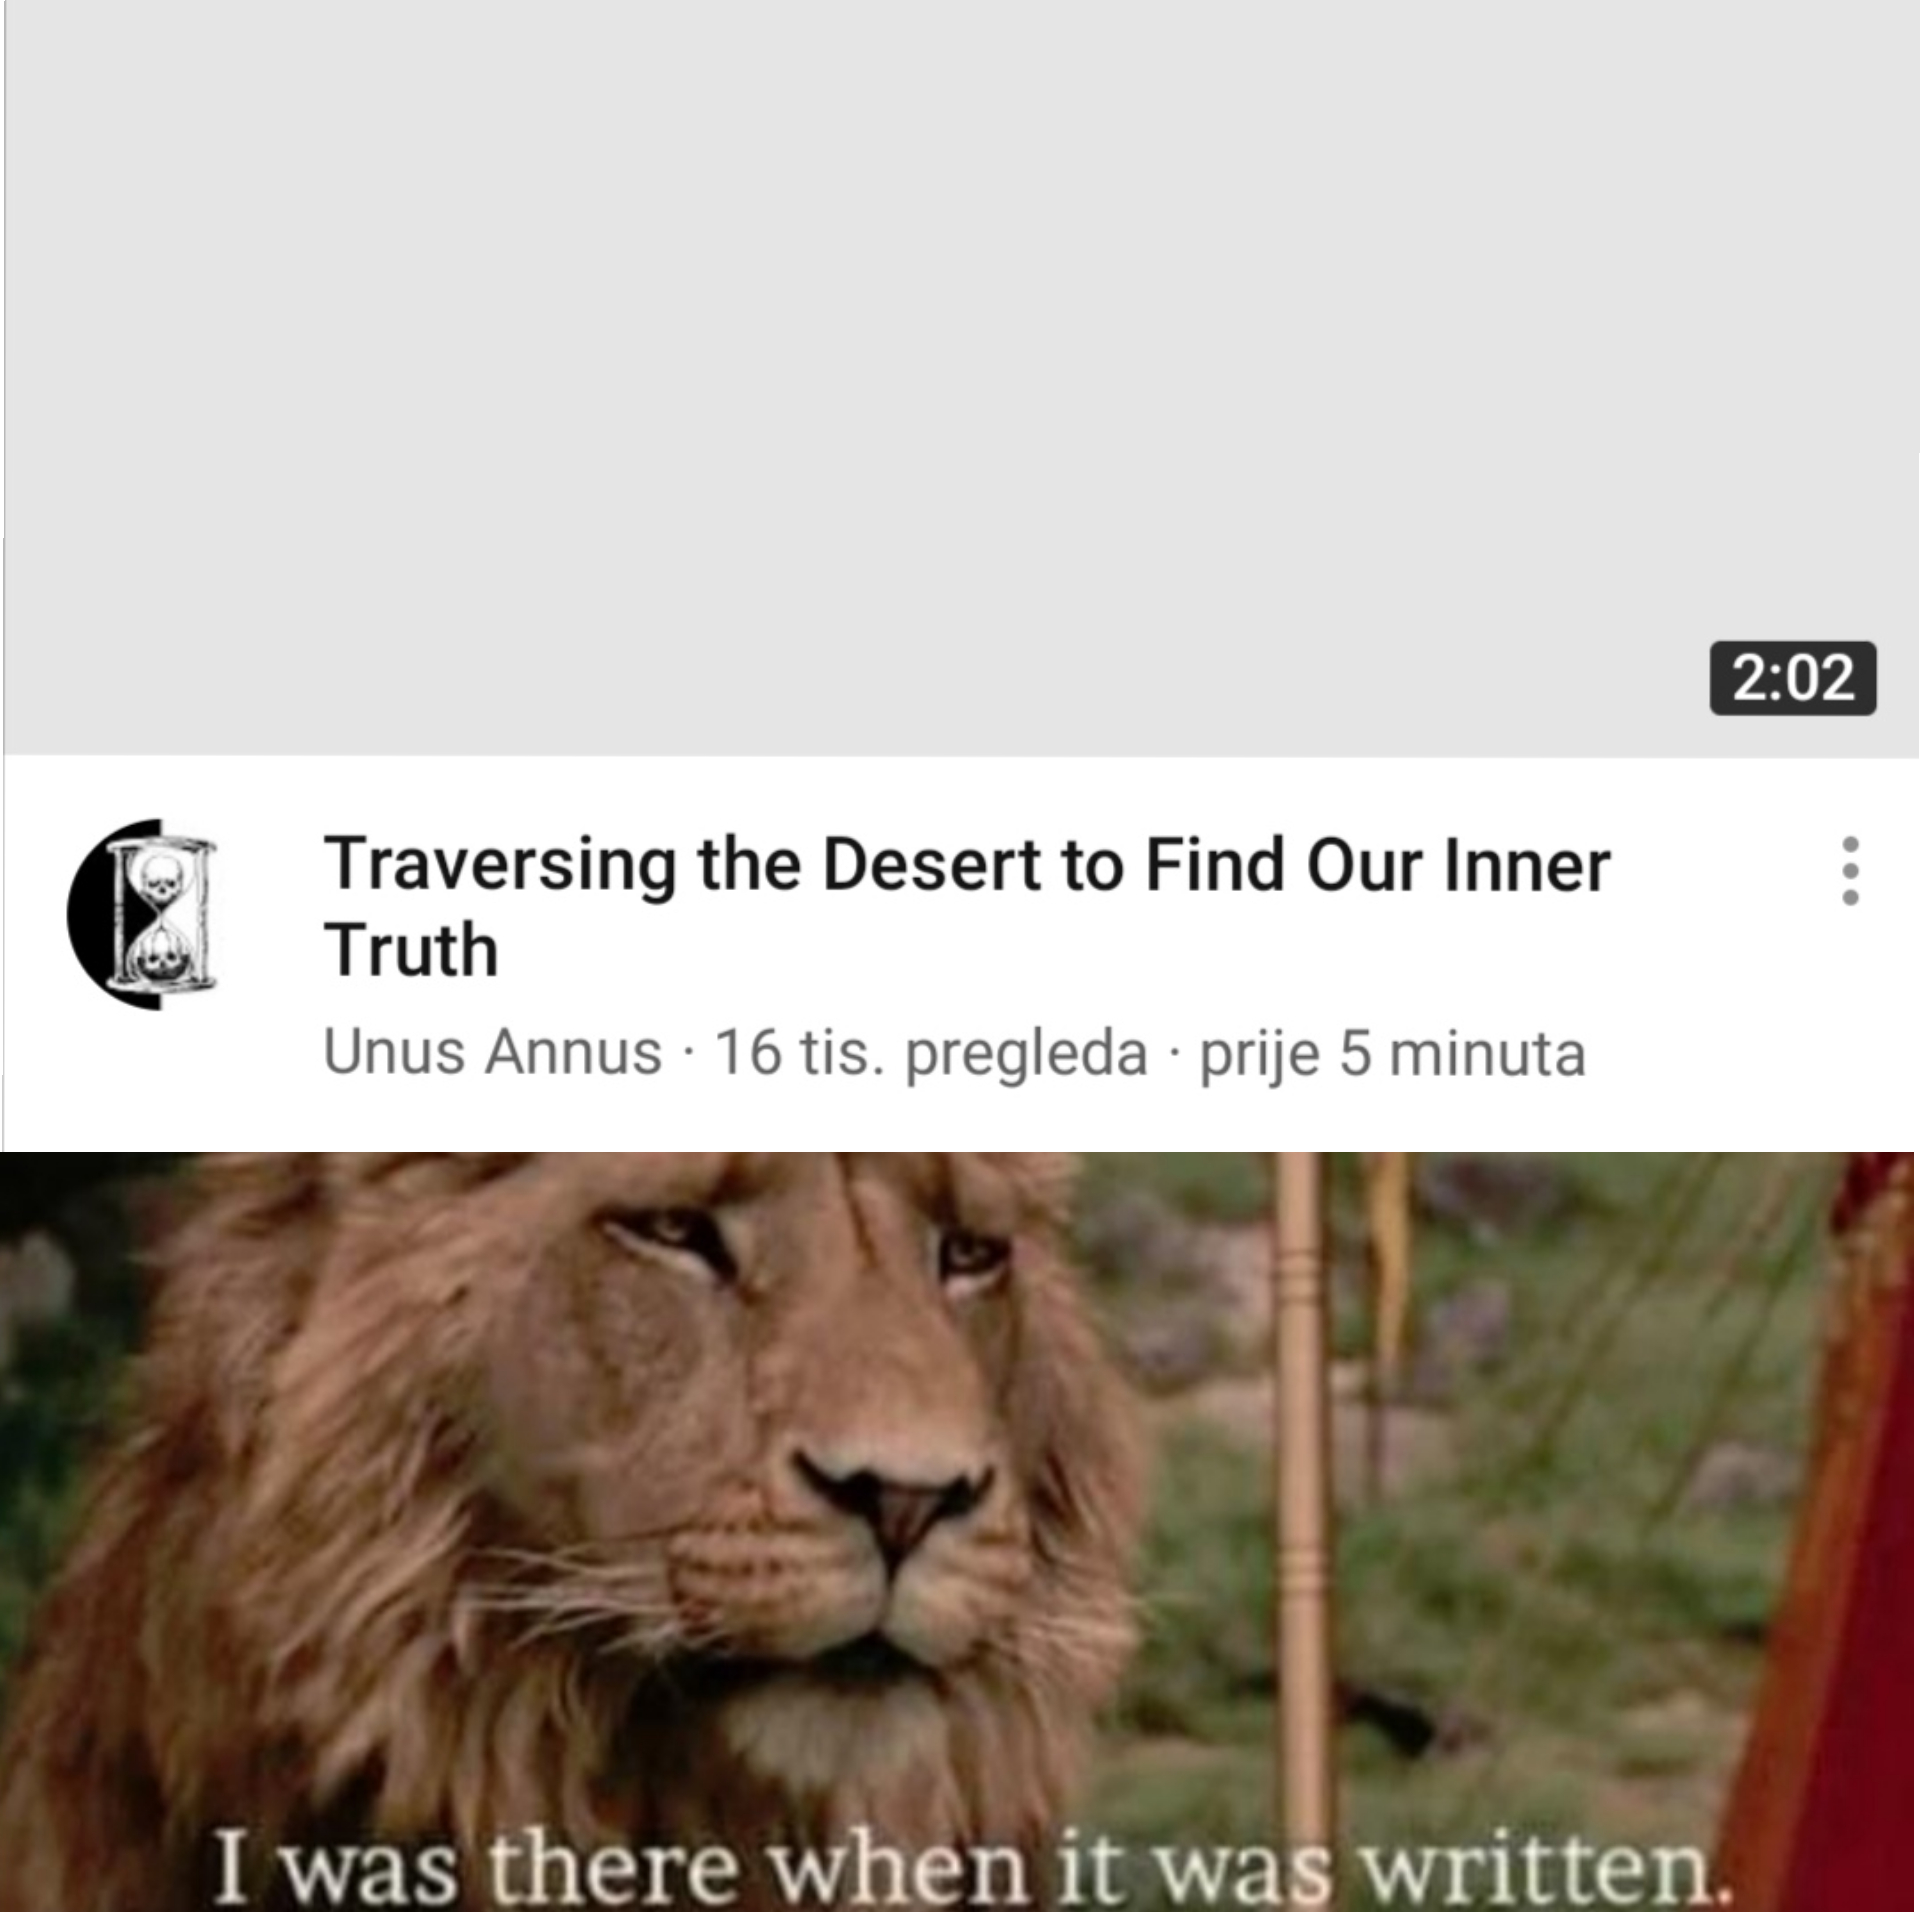 2:02
Traversing the Desert to Find Our Inner
Truth
Unus Annus · 16 tis. pregleda · prije 5 minuta
I was there when it was written.